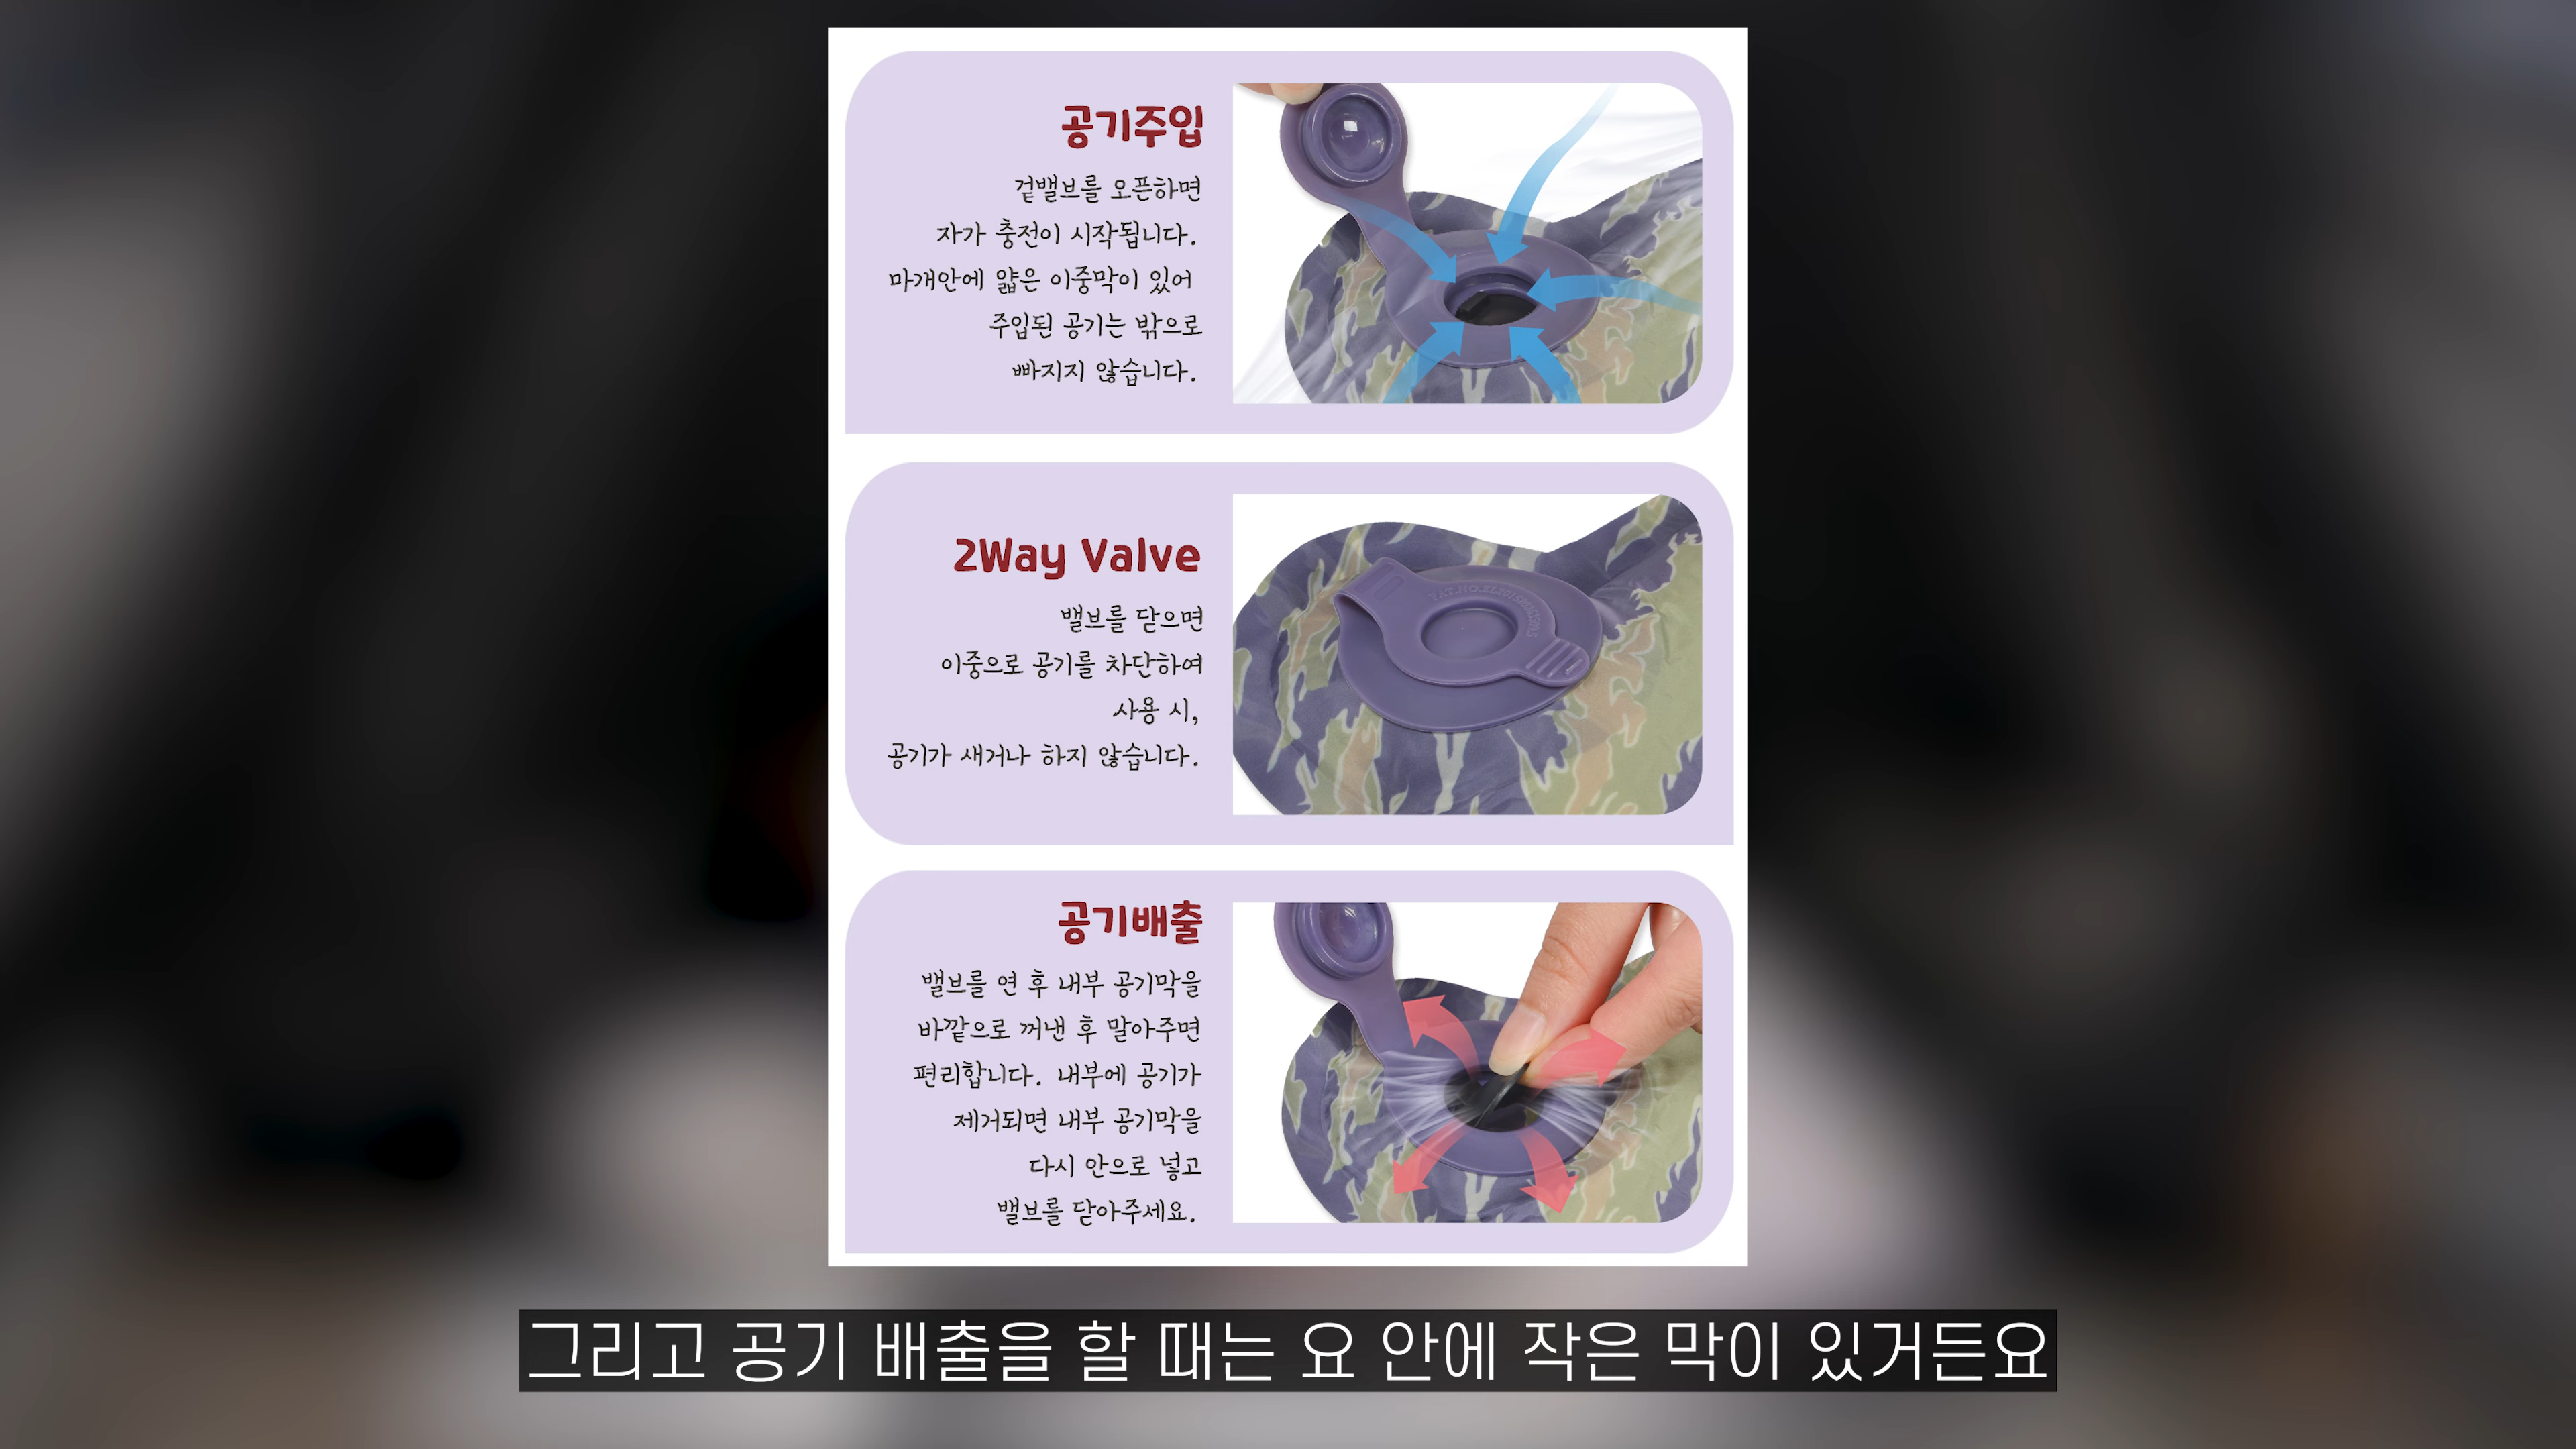 공기주입
겉밸브를 오픈하면
자가 충전이 시작됩니다.
마개안에 얇은 이중막이 있어
주입된 공기는 밖으로
빠지지 않습니다.
2Way Valve
밸브를 닫으면
이중으로 공기를 차단하여
사용 시,
공기가 새거나 하지 않습니다.
공기배출
밸브를 연 후 내부 공기막을
바깥으로 꺼낸 후 말아주면
편리합니다. 내부에 공기가
제거되면 내부 공기막을
다시 안으로 넣고
밸브를 닫아주세요.
그리고 공기 배출을 할 때는 요 안에 작은 막이 있거든요